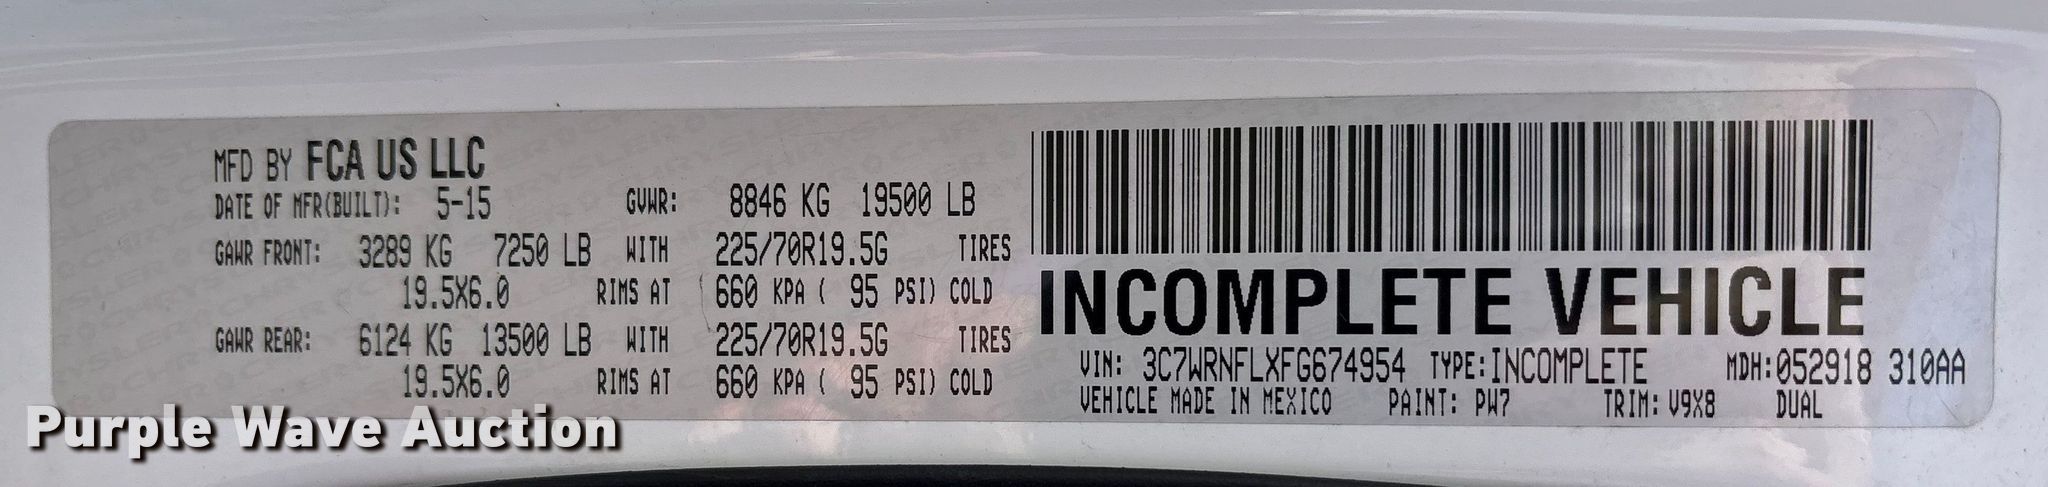 MFD BY FCA US LLC
DATE OF MFR(BUILT): 5-15 GVWR: 8846 KG 19500 LB
GAWR FRONT: 3289 KG 7250 LB WITH 225/70R19.5G TIRES
19.5X6.0 RIMS AT 660 KPA ( 95 PSI) COLD
GAWR REAR: 6124 KG 13500 LB WITH 225/70R19.5G TIRES
19.5X6.0 RIMS AT 660 KPA ( 95 PSI) COLD
INCOMPLETE VEHICLE
VIN: 3C7WRNFLXFG674954 TYPE: INCOMPLETE MDH: 052918 310AA
VEHICLE MADE IN MEXICO PAINT: PW7 TRIM: V9X8 DUAL
Purple Wave Auction